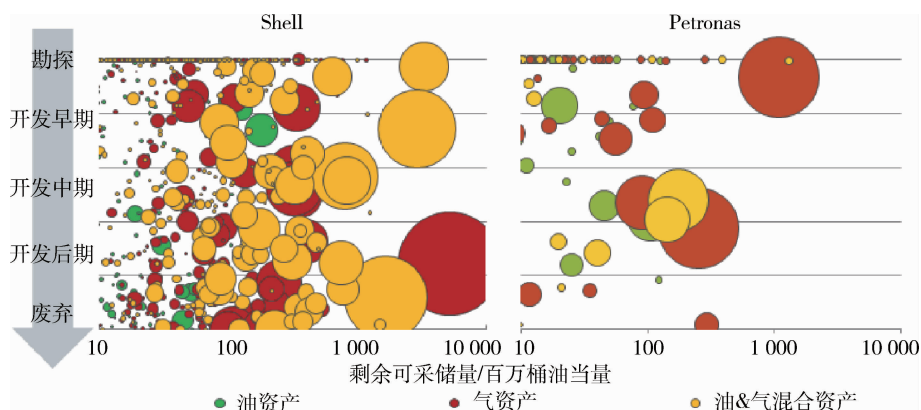 Shell
Petronas
勘探
开发早期
开发中期
开发后期
废弃
10 100 1 000 10 000
10 100 1 000 10 000
剩余可采储量/百万桶油当量
油资产 气资产 油&气混合资产